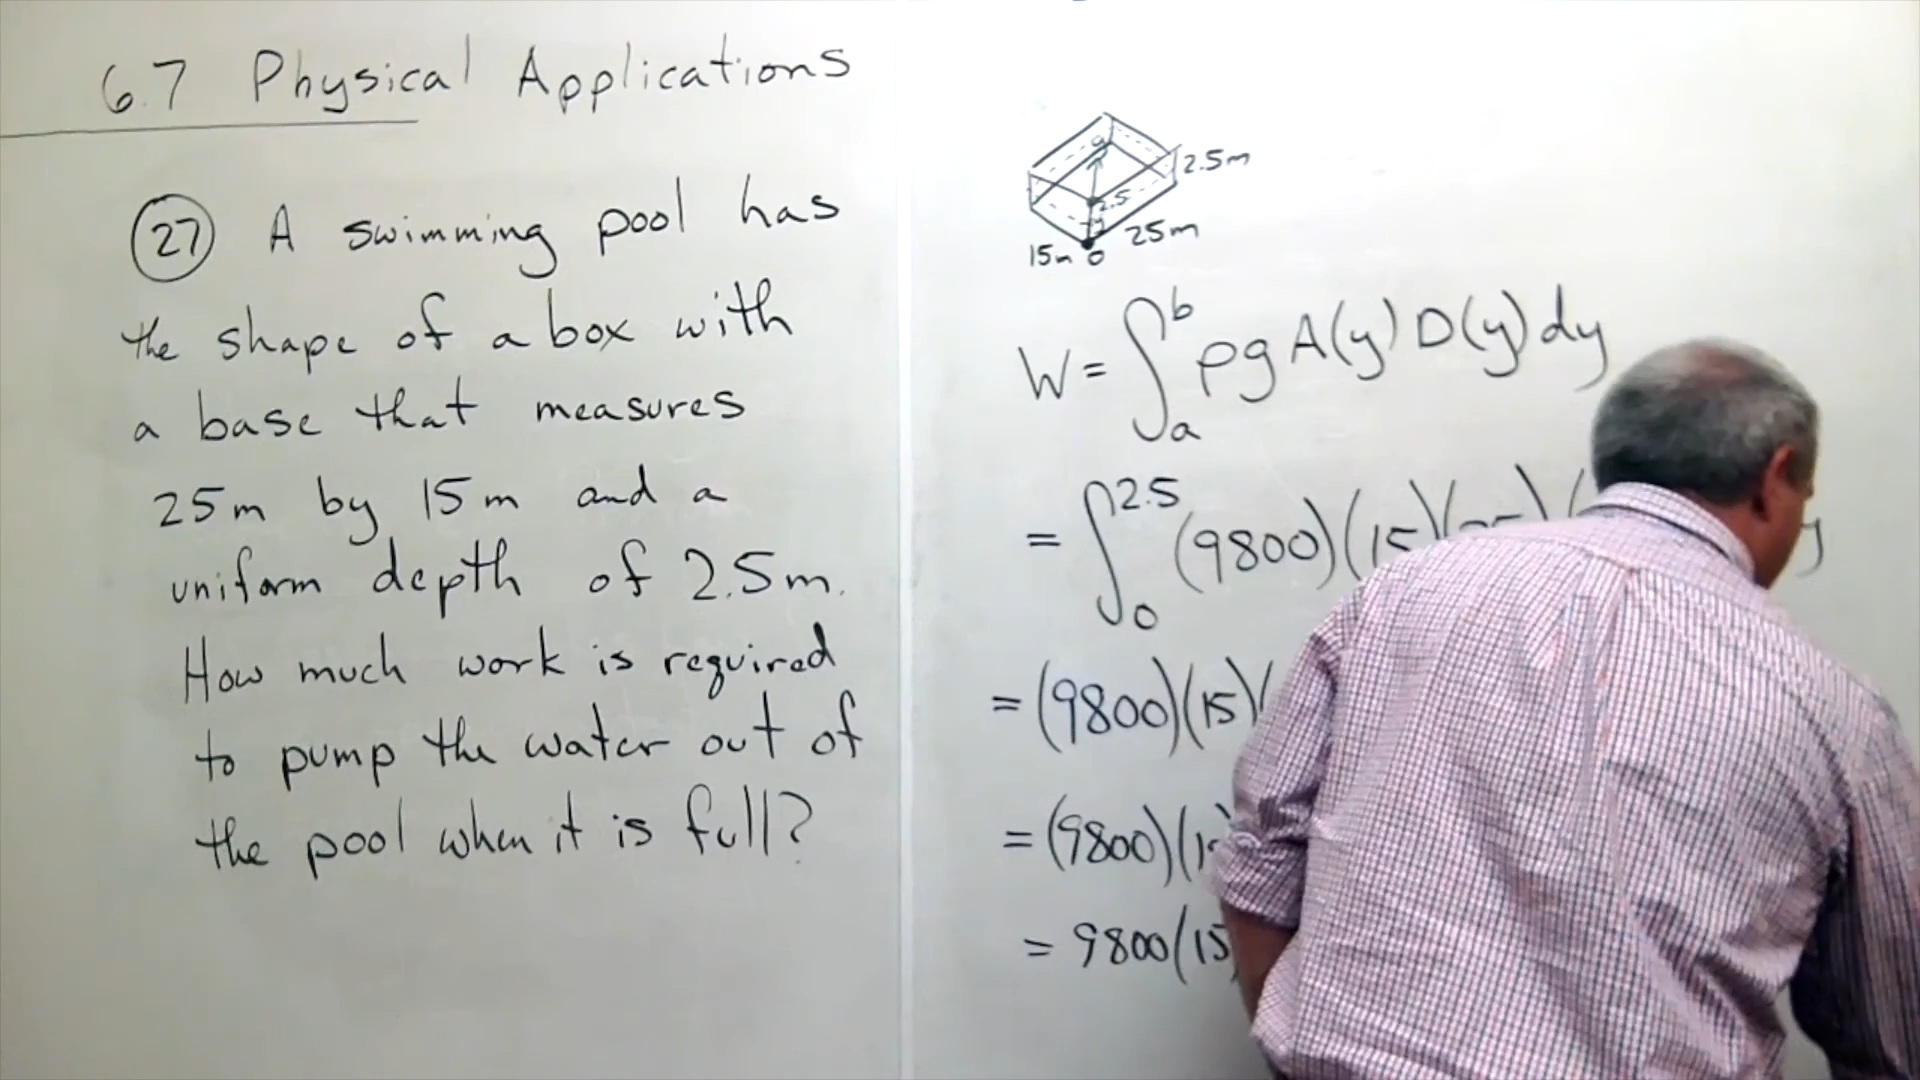 6.7 Physical Applications
27 A swimming pool has
the shape of a box with
a base that measures
25m by 15m and a
uniform depth of 2.5m.
How much work is required
to pump the water out of
the pool when it is full?
2.5m
2.5
25m
15m 0
W = ∫_a^b ρg A(y) D(y) dy
= ∫_0^2.5 (9800)(15)(
= (9800)(15)(
= (9800)(
= 9800(15